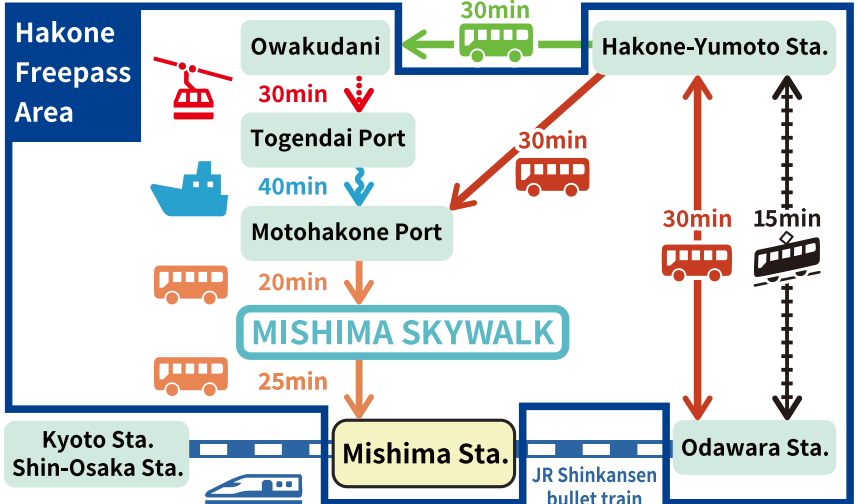 Hakone
Freepass
Area
30min
Owakudani
Hakone-Yumoto Sta.
30min
Togendai Port
30min
40min
Motohakone Port
30min
15min
20min
MISHIMA SKYWALK
25min
Kyoto Sta.
Shin-Osaka Sta.
Mishima Sta.
Odawara Sta.
JR Shinkansen
bullet train